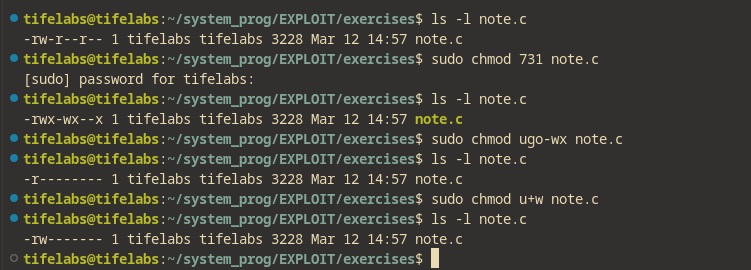 tifelabs@tifelabs:~/system_prog/EXPLOIT/exercises$ ls -l note.c
-rw-r--r-- 1 tifelabs tifelabs 3228 Mar 12 14:57 note.c
tifelabs@tifelabs:~/system_prog/EXPLOIT/exercises$ sudo chmod 731 note.c
[sudo] password for tifelabs:
tifelabs@tifelabs:~/system_prog/EXPLOIT/exercises$ ls -l note.c
-rwx-wx--x 1 tifelabs tifelabs 3228 Mar 12 14:57 note.c
tifelabs@tifelabs:~/system_prog/EXPLOIT/exercises$ sudo chmod ugo-wx note.c
tifelabs@tifelabs:~/system_prog/EXPLOIT/exercises$ ls -l note.c
-r-------- 1 tifelabs tifelabs 3228 Mar 12 14:57 note.c
tifelabs@tifelabs:~/system_prog/EXPLOIT/exercises$ sudo chmod u+w note.c
tifelabs@tifelabs:~/system_prog/EXPLOIT/exercises$ ls -l note.c
-rw------- 1 tifelabs tifelabs 3228 Mar 12 14:57 note.c
tifelabs@tifelabs:~/system_prog/EXPLOIT/exercises$